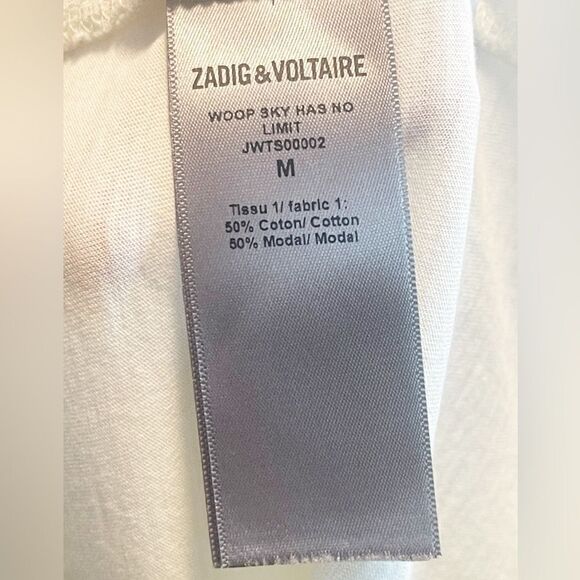 ZADIG&VOLTAIRE
WOOP SKY HAS NO
LIMIT
JWTS00002
M
Tissu 1/ fabric 1:
50% Coton/ Cotton
50% Modal/ Modal